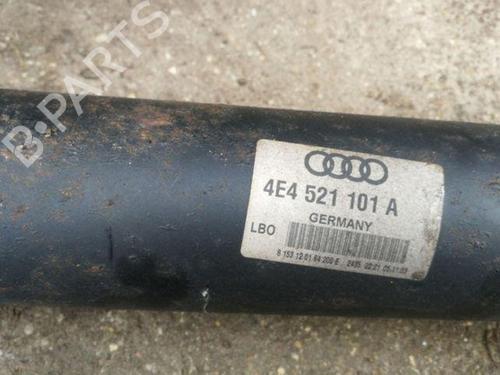 B-PARTS
4E4 521 101 A
GERMANY
LBO